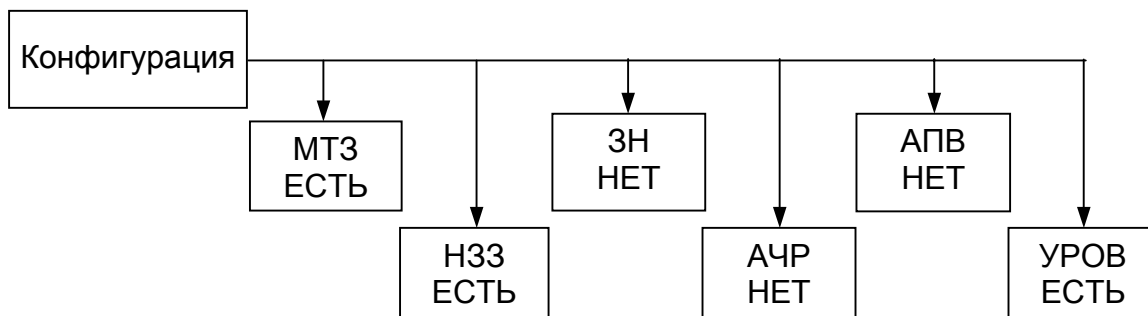 Конфигурация
МТЗ
ЕСТЬ
ЗН
НЕТ
АПВ
НЕТ
НЗЗ
ЕСТЬ
АЧР
НЕТ
УРОВ
ЕСТЬ